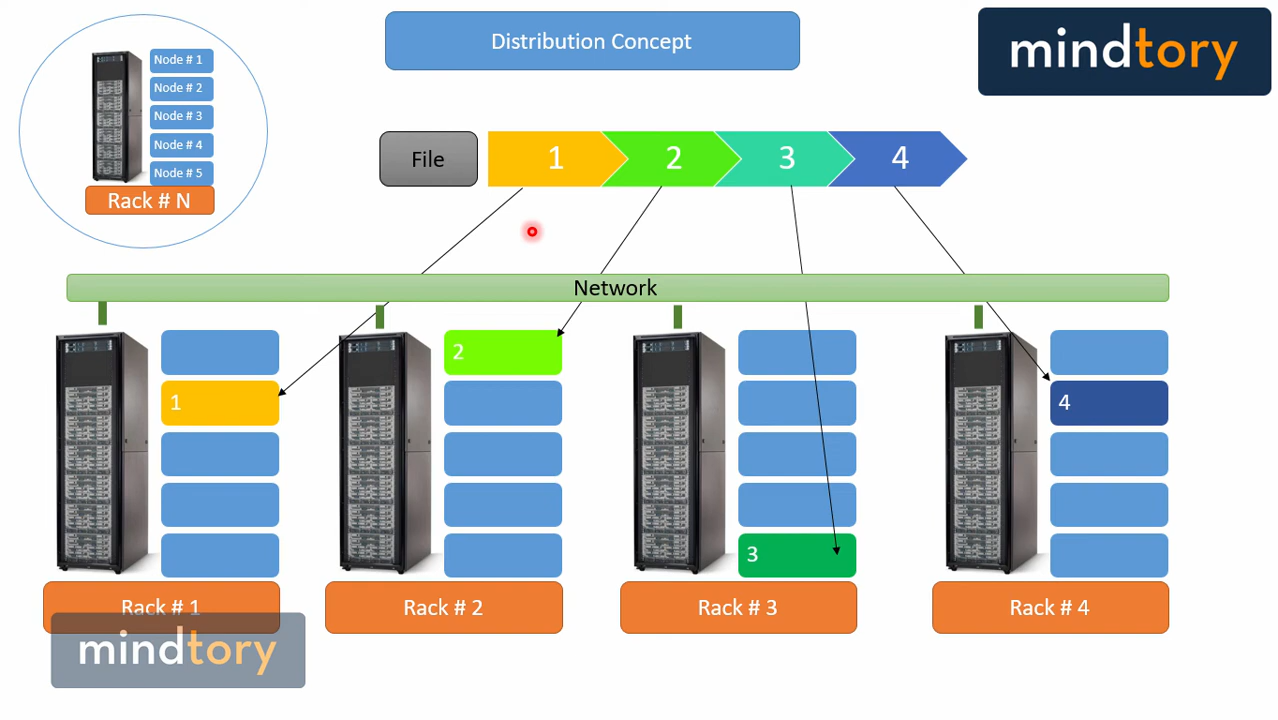 Distribution Concept
mindtory
Node # 1
Node # 2
Node # 3
Node # 4
Node # 5
Rack # N
File
1
2
3
4
Network
1
2
3
4
Rack # 1
Rack # 2
Rack # 3
Rack # 4
mindtory